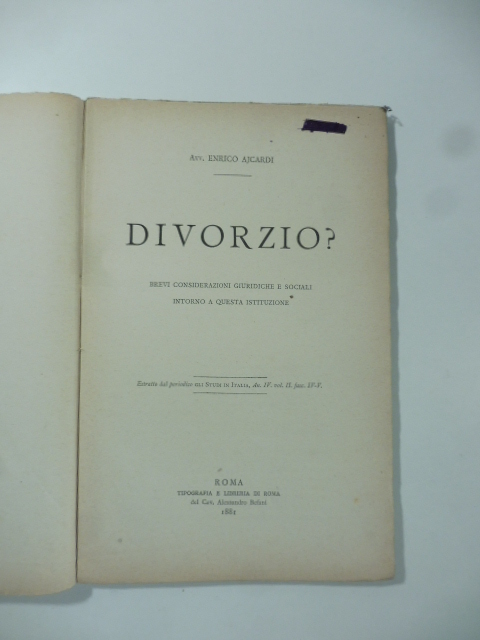 Avv. ENRICO AJCARDI
DIVORZIO?
BREVI CONSIDERAZIONI GIURIDICHE E SOCIALI
INTORNO A QUESTA ISTITUZIONE
Estratto dal periodico GLI STUDI IN ITALIA, An. IV. vol. II. fasc. IV-V.
ROMA
TIPOGRAFIA E LIBRERIA DI ROMA
del Cav. Alessandro Befani
1881